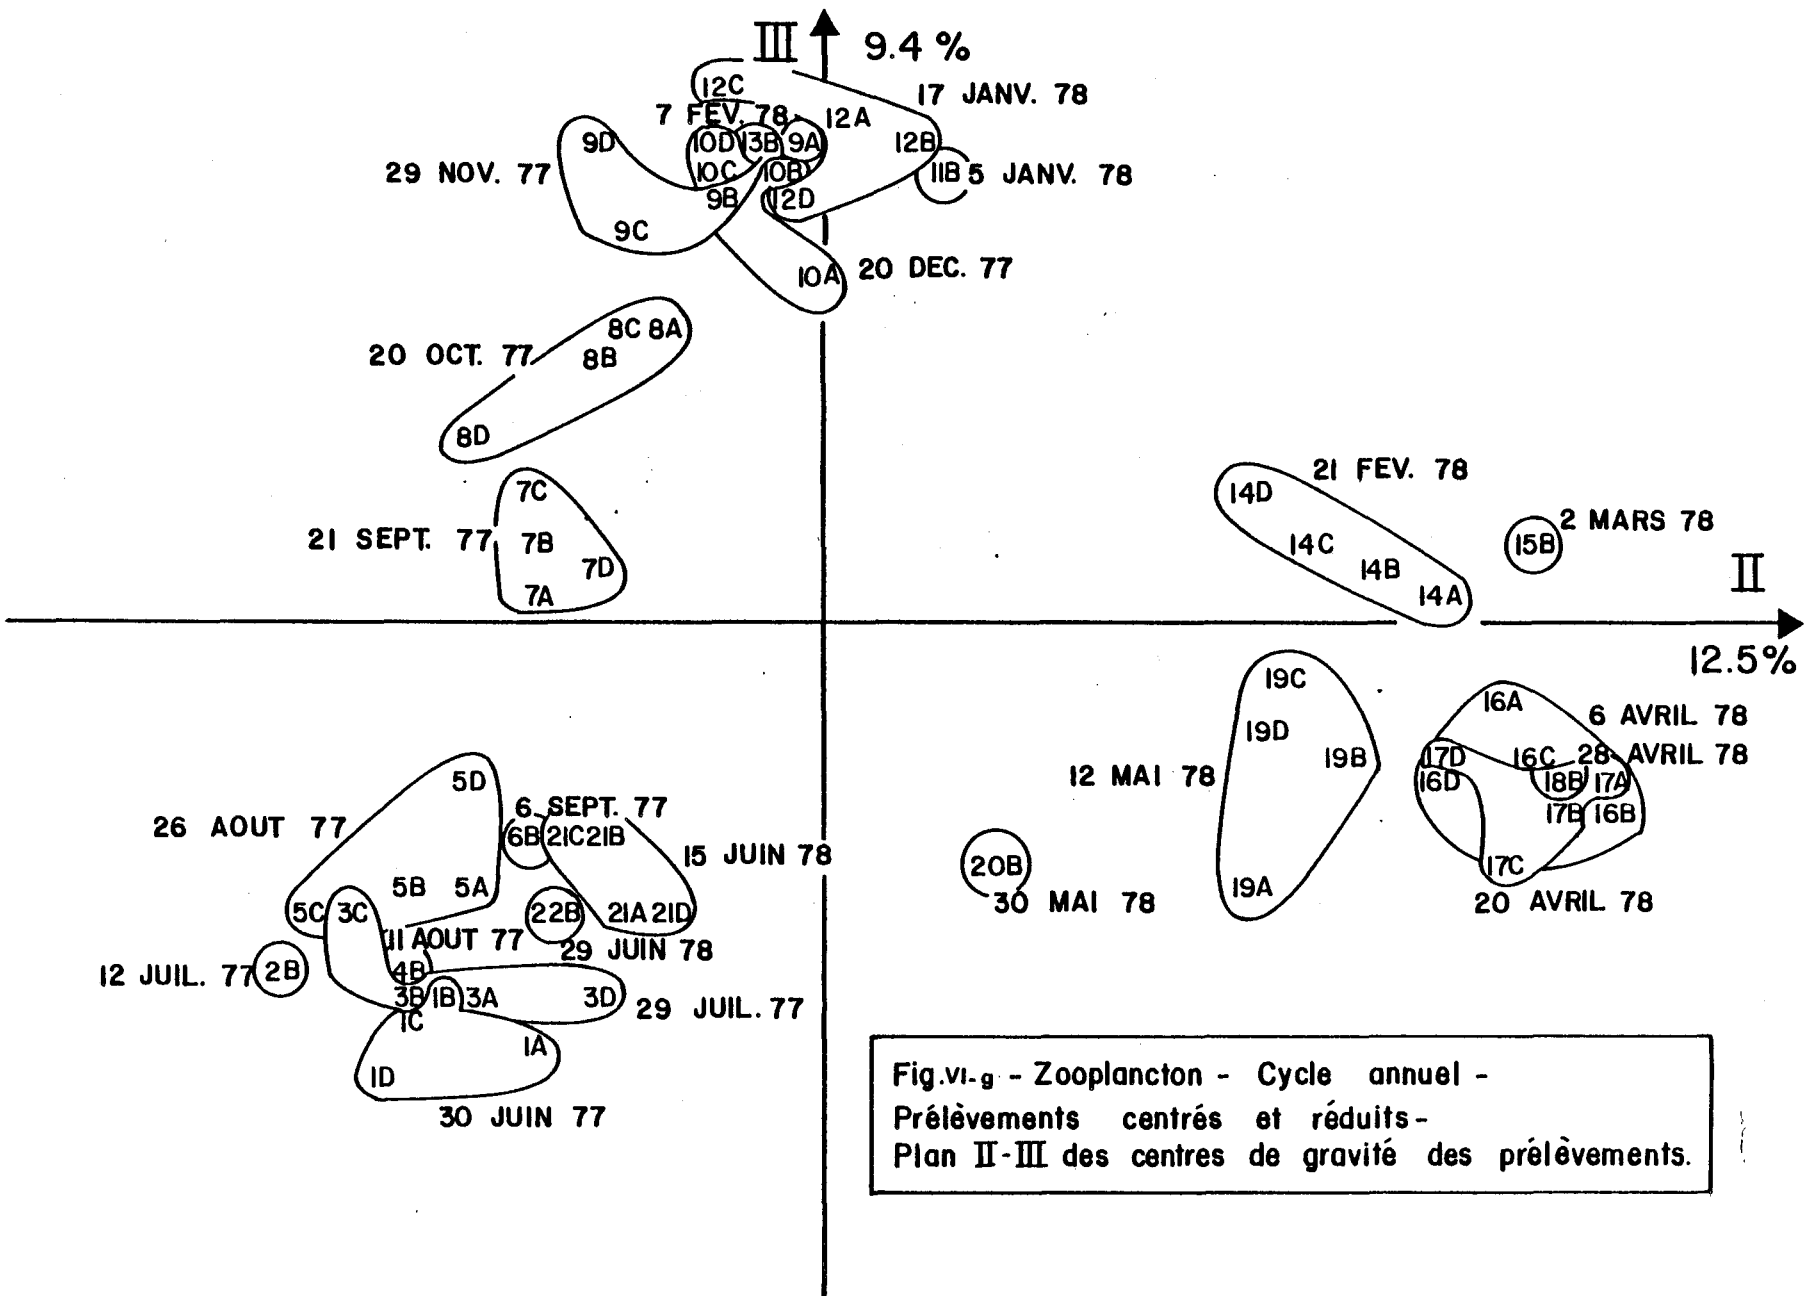 III 9.4 %
12C
17 JANV. 78
7 FEV. 78
12A
9D
10D 13B 9A
12B
29 NOV. 77
10C 10B
11B 5 JANV. 78
9B 12D
9C
10A 20 DEC. 77
8C 8A
20 OCT. 77
8B
8D
21 FEV. 78
7C
14D
2 MARS 78
21 SEPT. 77
7B
14C
15B
7D
14B
II
7A
14A
12.5%
19C
16A
6 AVRIL 78
19D
5D
19B
17D 16C 28 AVRIL 78
12 MAI 78
16D 18B 17A
6 SEPT. 77
17B 16B
26 AOUT 77
6B 21C 21B
15 JUIN 78
20B
17C
5B 5A
19A
30 MAI 78
20 AVRIL 78
5C 3C
22B
21A 21D
11 AOUT 77
29 JUIN 78
12 JUIL. 77 2B
4B
3B 1B 3A 3D
29 JUIL. 77
1C
1A
1D
30 JUIN 77
Fig.VI-g - Zooplancton - Cycle annuel -
Prélèvements centrés et réduits -
Plan II-III des centres de gravité des prélèvements.